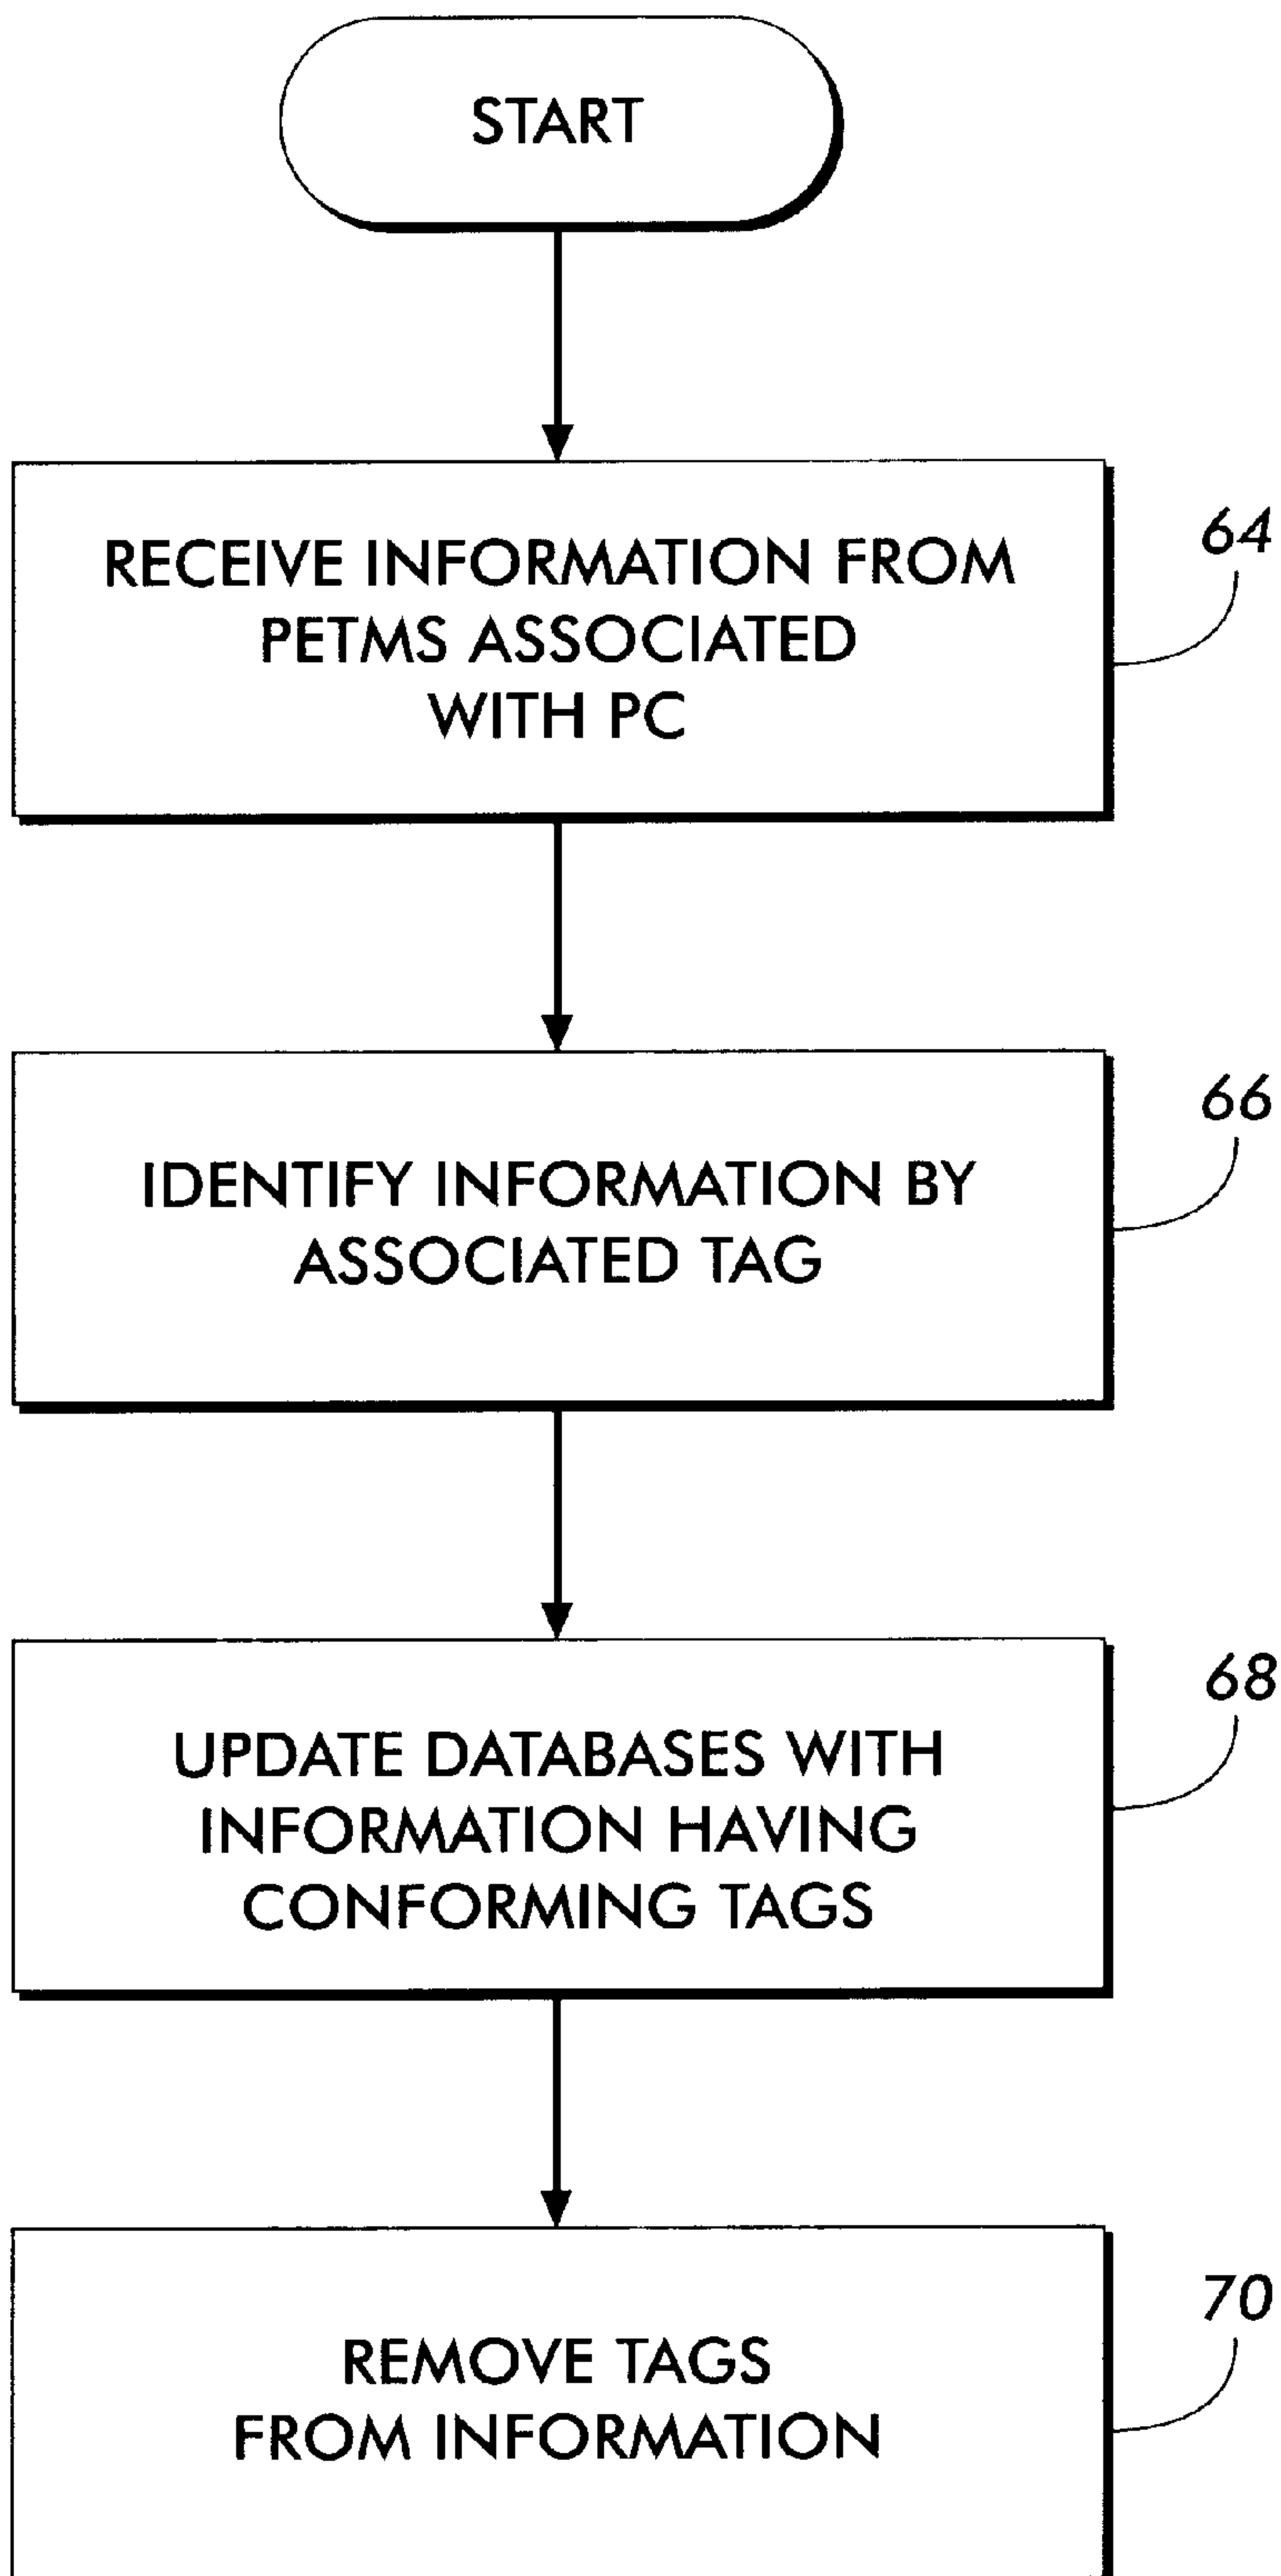 START
RECEIVE INFORMATION FROM
PETMS ASSOCIATED
WITH PC
64
IDENTIFY INFORMATION BY
ASSOCIATED TAG
66
UPDATE DATABASES WITH
INFORMATION HAVING
CONFORMING TAGS
68
REMOVE TAGS
FROM INFORMATION
70